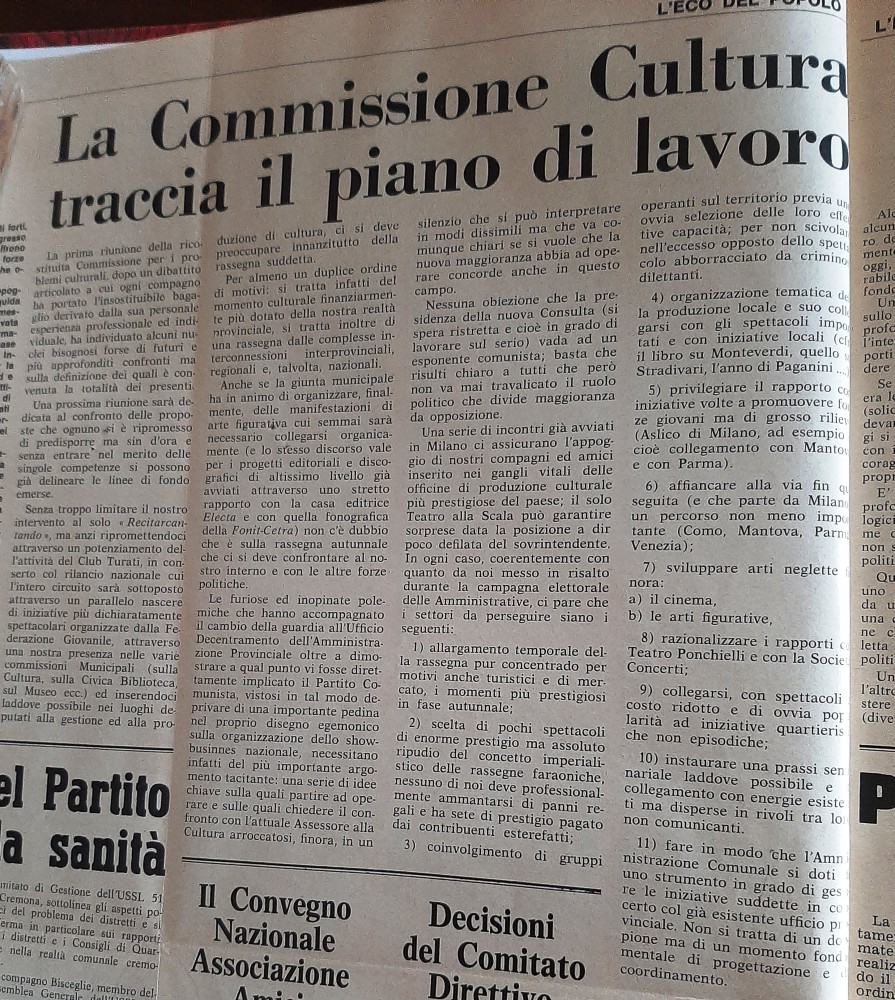 L'ECO DEL POPOLO
La Commissione Cultura
traccia il piano di lavoro
La prima riunione della rico-
stituita Commissione per i pro-
blemi culturali, dopo un dibattito
articolato a cui ogni compagno
ha portato l'insostituibile baga-
glio derivato dalla sua personale
esperienza professionale ed indi-
viduale, ha individuato alcuni nu-
clei bisognosi forse di futuri e
più approfonditi confronti ma
sulla definizione dei quali è con-
venuta la totalità dei presenti.
Una prossima riunione sarà de-
dicata al confronto delle propo-
ste che ognuno si è ripromesso
di predisporre ma sin d'ora e
senza entrare nel merito delle
singole competenze si possono
già delineare le linee di fondo
emerse.
Senza troppo limitare il nostro
intervento al solo «Recitarcan-
tando», ma anzi ripromettendoci
attraverso un potenziamento del-
l'attività del Club Turati, in con-
serto col rilancio nazionale cui
l'intero circuito sarà sottoposto
attraverso un parallelo nascere
di iniziative più dichiaratamente
spettacolari organizzate dalla Fe-
derazione Giovanile, attraverso
una nostra presenza nelle varie
commissioni Municipali (sulla
Cultura, sulla Civica Biblioteca,
sul Museo ecc.) ed inserendoci
laddove possibile nei luoghi de-
putati alla gestione ed alla pro-
duzione di cultura, ci si deve
preoccupare innanzitutto della
rassegna suddetta.
Per almeno un duplice ordine
di motivi: si tratta infatti del
momento culturale finanziarmen-
te più dotato della nostra realtà
provinciale, si tratta inoltre di
una rassegna dalle complesse in-
terconnessioni interprovinciali,
regionali e, talvolta, nazionali.
Anche se la giunta municipale
ha in animo di organizzare, final-
mente, delle manifestazioni di
arte figurativa cui semmai sarà
necessario collegarsi organica-
mente (e lo stesso discorso vale
per i progetti editoriali e disco-
grafici di altissimo livello già
avviati attraverso uno stretto
rapporto con la casa editrice
Electa e con quella fonografica
della Fonit-Cetra) non c'è dubbio
che è sulla rassegna autunnale
che ci si deve confrontare al no-
stro interno e con le altre forze
politiche.
Le furiose ed inopinate pole-
miche che hanno accompagnato
il cambio della guardia all'Ufficio
Decentramento dell'Amministra-
zione Provinciale oltre a dimo-
strare a qual punto vi fosse diret-
tamente implicato il Partito Co-
munista, vistosi in tal modo de-
privare di una importante pedina
nel proprio disegno egemonico
sulla organizzazione dello show-
businnes nazionale, necessitano
infatti del più importante argo-
mento tacitante: una serie di idee
chiave sulla quali partir ad ope-
rare e sulle quali chiedere il con-
fronto con l'attuale Assessore alla
Cultura arroccatosi, finora, in un
silenzio che si può interpretare
in modi dissimili ma che va co-
munque chiari se si vuole che la
nuova maggioranza abbia ad ope-
rare concorde anche in questo
campo.
Nessuna obiezione che la pre-
sidenza della nuova Consulta (si
spera ristretta e cioè in grado di
lavorare sul serio) vada ad un
esponente comunista; basta che
risulti chiaro a tutti che però
non va mai travalicato il ruolo
politico che divide maggioranza
da opposizione.
Una serie di incontri già avviati
in Milano ci assicurano l'appog-
gio di nostri compagni ed amici
inserito nei gangli vitali delle
officine di produzione culturale
più prestigiose del paese; il solo
Teatro alla Scala può garantire
sorprese data la posizione a dir
poco defilata del sovrintendente.
In ogni caso, coerentemente con
quanto da noi messo in risalto
durante la campagna elettorale
delle Amministrative, ci pare che
i settori da perseguire siano i
seguenti:
1) allargamento temporale del-
la rassegna pur concentrado per
motivi anche turistici e di mer-
cato, i momenti più prestigiosi
in fase autunnale;
2) scelta di pochi spettacoli
di enorme prestigio ma assoluto
ripudio del concetto imperiali-
stico delle rassegne faraoniche,
nessuno di noi deve professional-
mente ammantarsi di panni re-
gali e ha sete di prestigio pagato
dai contribuenti esterefatti;
3) coinvolgimento di gruppi
operanti sul territorio previa un
ovvia selezione delle loro effe
tive capacità; per non scivola
nell'eccesso opposto dello spett
colo abborracciato da crimino
dilettanti.
4) organizzazione tematica de
la produzione locale e suo coll
garsi con gli spettacoli impo
tati e con iniziative locali (cf
il libro su Monteverdi, quello s
Stradivari, l'anno di Paganini ....
5) privilegiare il rapporto co
iniziative volte a promuovere fo
ze giovani ma di grosso riliev
(Aslico di Milano, ad esempio
cioè collegamento con Manto
e con Parma).
6) affiancare alla via fin q
seguita (e che parte da Milan
un percorso non meno impo
tante (Como, Mantova, Parm
Venezia);
7) sviluppare arti neglette f
nora:
a) il cinema,
b) le arti figurative,
8) razionalizzare i rapporti c
Teatro Ponchielli e con la Socie
Concerti;
9) collegarsi, con spettacoli
costo ridotto e di ovvia pop
larità ad iniziative quartieris
che non episodiche;
10) instaurare una prassi sen
nariale laddove possibile e
collegamento con energie esiste
ti ma disperse in rivoli tra lo
non comunicanti.
11) fare in modo che l'Amn
nistrazione Comunale si doti
uno strumento in grado di ges
re le iniziative suddette in co
certo col già esistente ufficio pr
vinciale. Non si tratta di un do
pione ma di un momento fond
mentale di progettazione e
coordinamento.
el Partito
la sanità
mitato di Gestione dell'USSL 51
Cremona, sottolinea gli aspetti po-
ci del problema dei distretti e si
erma in particolare sui rapporti
i distretti e i Consigli di Quar-
e nella realtà comunale cremo-
compagno Bisceglie, membro del-
Il Convegno
Nazionale
Associazione
Decisioni
del Comitato
Direttivo